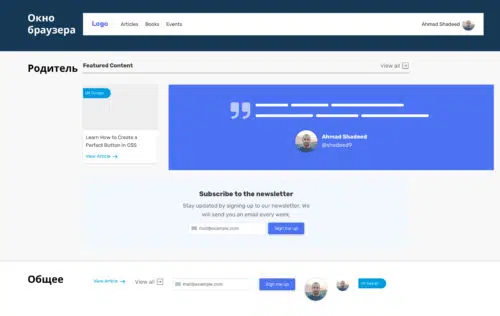 Окно
браузера
Logo
Articles
Books
Events
Ahmad Shadeed
Родитель
Featured Content
View all
UX Design
Learn How to Create a
Perfect Button in CSS
View Article
Ahmad Shadeed
@shadeed9
Subscribe to the newsletter
Stay updated by signing up to our newsletter. We
will send you an email every week.
mail@example.com
Sign me up
Общее
View Article
View all
mail@example.com
Sign me up
UX Design